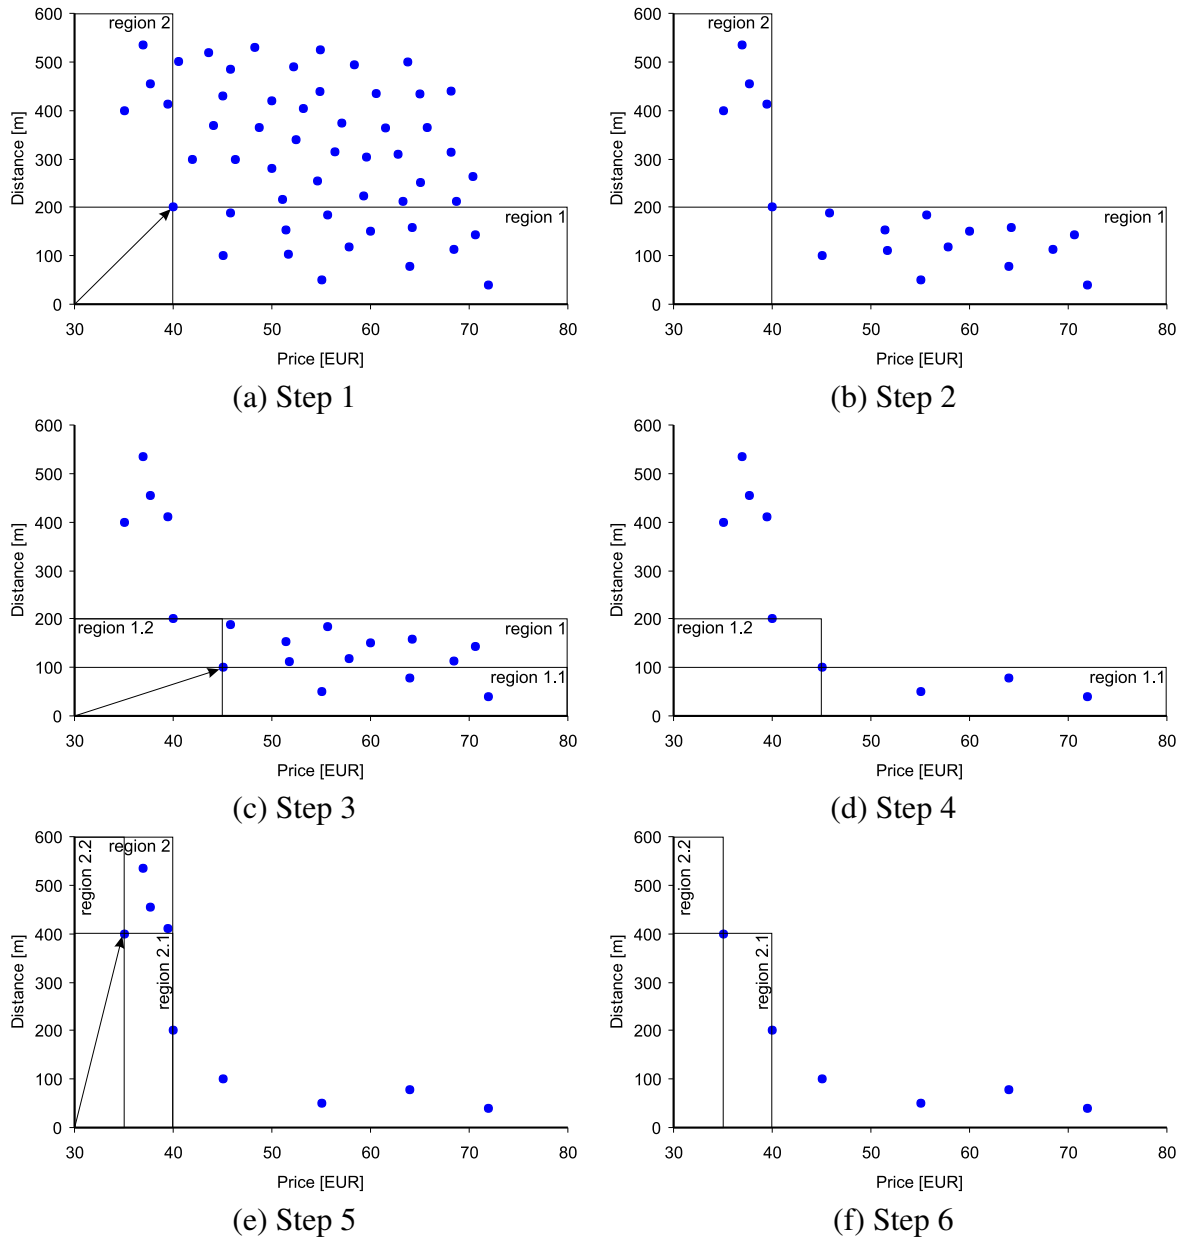 600
region 2
500
400
300
200
region 1
100
0
30 40 50 60 70 80
Distance [m]
Price [EUR]
(a) Step 1
600
region 2
500
400
300
200
region 1
100
0
30 40 50 60 70 80
Distance [m]
Price [EUR]
(b) Step 2
600
500
400
300
200
region 1.2
region 1
100
region 1.1
0
30 40 50 60 70 80
Distance [m]
Price [EUR]
(c) Step 3
600
500
400
300
200
region 1.2
100
region 1.1
0
30 40 50 60 70 80
Distance [m]
Price [EUR]
(d) Step 4
600
region 2.2
region 2
500
400
region 2.1
300
200
100
0
30 40 50 60 70 80
Distance [m]
Price [EUR]
(e) Step 5
600
region 2.2
500
400
region 2.1
300
200
100
0
30 40 50 60 70 80
Distance [m]
Price [EUR]
(f) Step 6